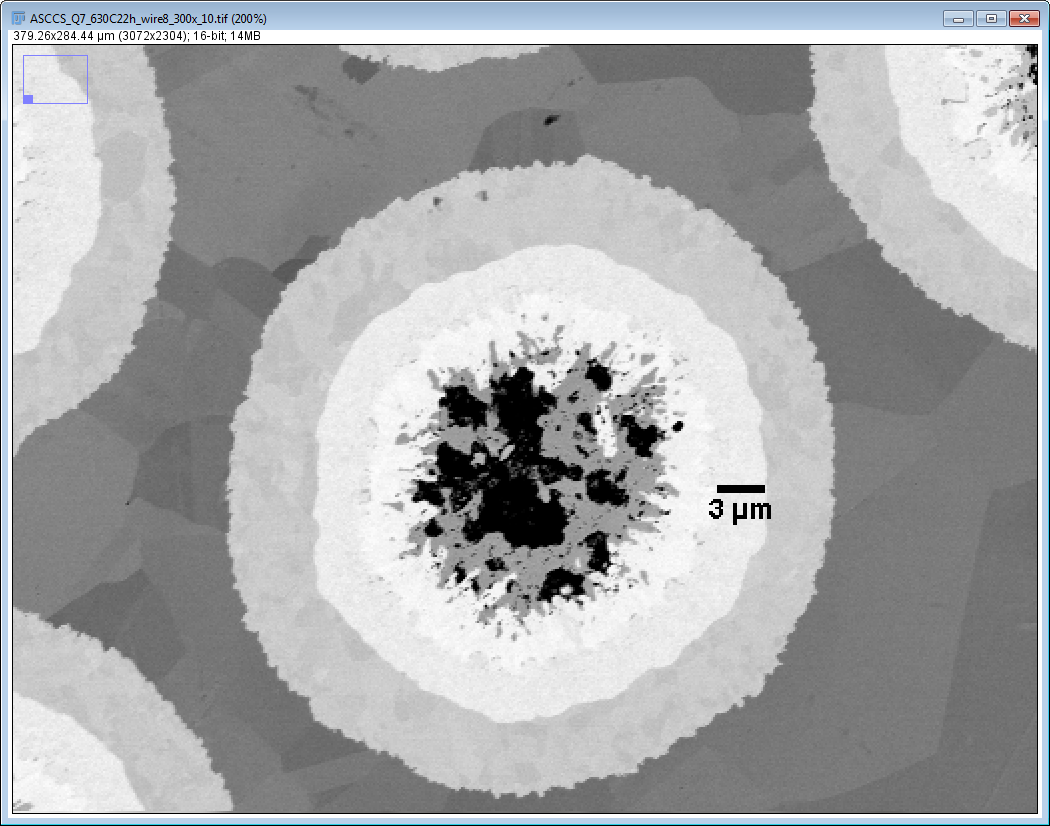 ASCCS_Q7_630C22h_wire8_300x_10.tif (200%)
379.26x284.44 µm (3072x2304); 16-bit; 14MB
3 µm